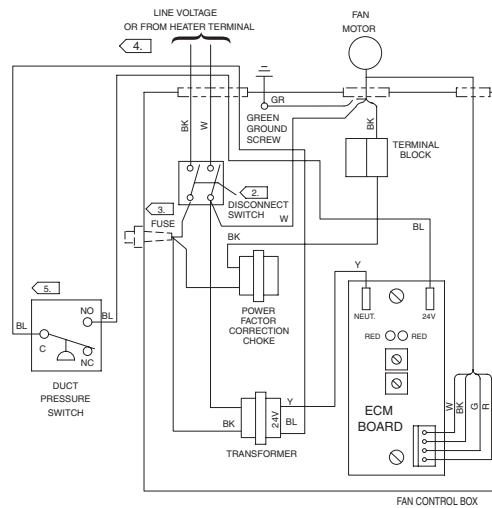 LINE VOLTAGE
OR FROM HEATER TERMINAL
FAN
MOTOR
4.
GR
BK
W
GREEN
GROUND
SCREW
BK
TERMINAL
BLOCK
2.
DISCONNECT
SWITCH
3.
FUSE
W
BK
BL
Y
5.
NO
BL
BL
C
NC
DUCT
PRESSURE
SWITCH
POWER
FACTOR
CORRECTION
CHOKE
NEUT.
24V
RED
RED
Y
24V
BK
BL
TRANSFORMER
ECM
BOARD
W
BK
G
R
FAN CONTROL BOX